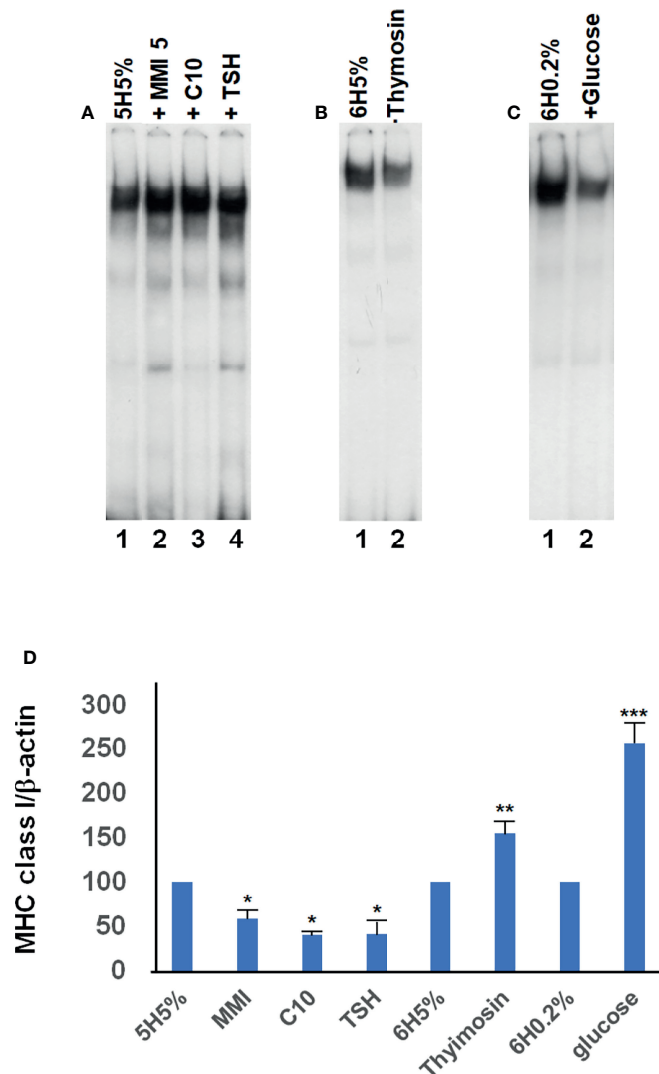 A
5H5%
+ MMI 5
+ C10
+ TSH
B
6H5%
-Thymosin
C
6H0.2%
+Glucose
1 2 3 4
1 2
1 2
D
MHC class I/β-actin
300
250
200
150
100
50
0
*
*
*
**
***
5H5%
MMI
C10
TSH
6H5%
Thyimosin
6H0.2%
glucose